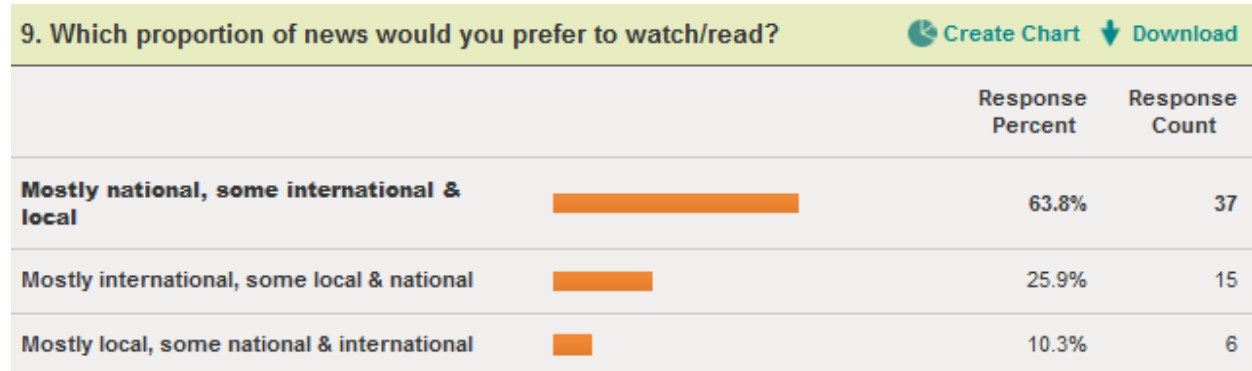 9. Which proportion of news would you prefer to watch/read? Create Chart Download
Response Percent Response Count
Mostly national, some international & local 63.8% 37
Mostly international, some local & national 25.9% 15
Mostly local, some national & international 10.3% 6